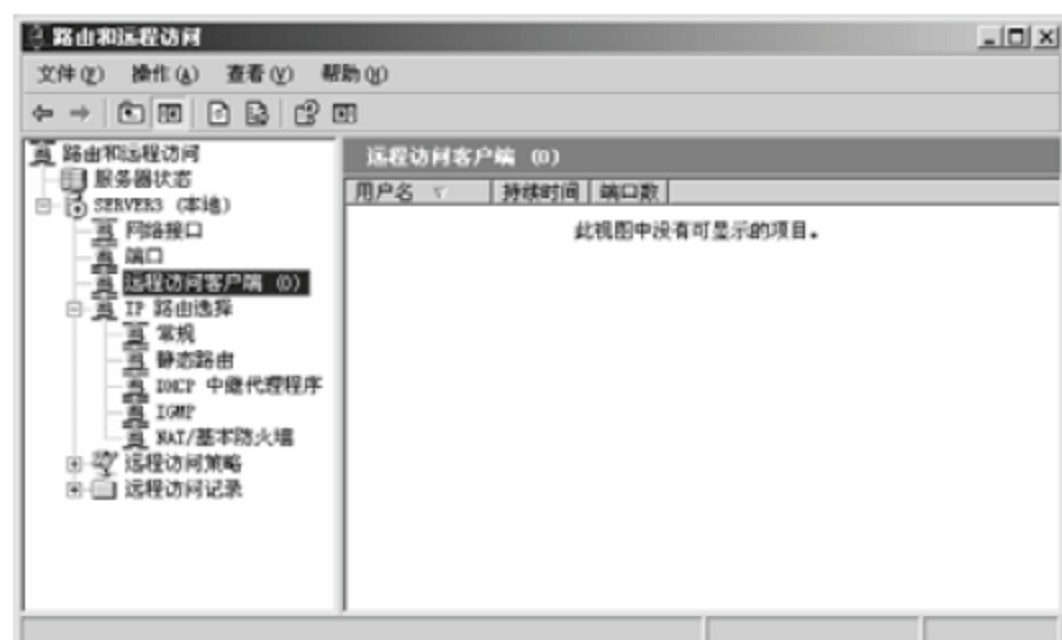 路由和远程访问
文件(F) 操作(A) 查看(V) 帮助(H)
路由和远程访问
服务器状态
SERVER3 (本地)
网络接口
端口
远程访问客户端 (0)
IP 路由选择
常规
静态路由
DHCP 中继代理程序
IGMP
NAT/基本防火墙
远程访问策略
远程访问记录
远程访问客户端 (0)
用户名 持续时间 端口数
此视图中没有可显示的项目。